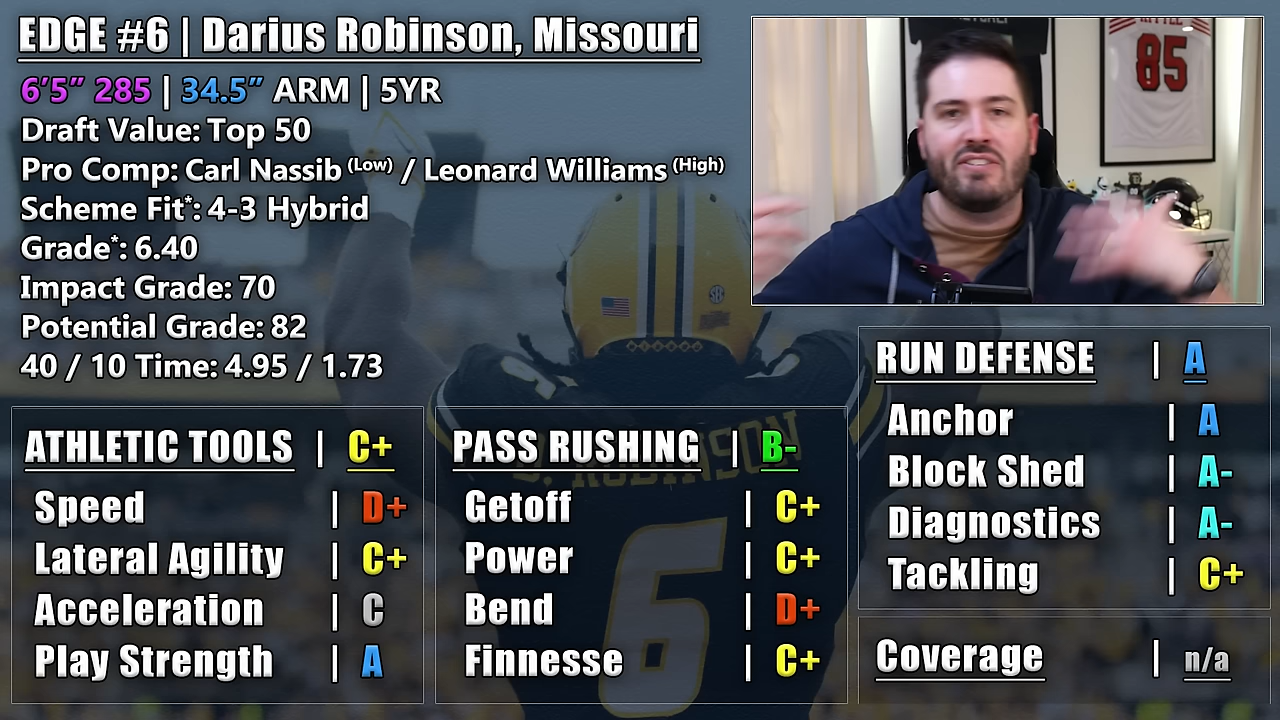 EDGE #6 | Darius Robinson, Missouri
6'5" 285 | 34.5" ARM | 5YR
Draft Value: Top 50
Pro Comp: Carl Nassib (Low) / Leonard Williams (High)
Scheme Fit*: 4-3 Hybrid
Grade*: 6.40
Impact Grade: 70
Potential Grade: 82
40 / 10 Time: 4.95 / 1.73
85
ATHLETIC TOOLS | C+
Speed | D+
Lateral Agility | C+
Acceleration | C
Play Strength | A
PASS RUSHING | B-
Getoff | C+
Power | C+
Bend | D+
Finnesse | C+
RUN DEFENSE | A
Anchor | A
Block Shed | A-
Diagnostics | A-
Tackling | C+
Coverage | n/a
D. ROBINSON
6